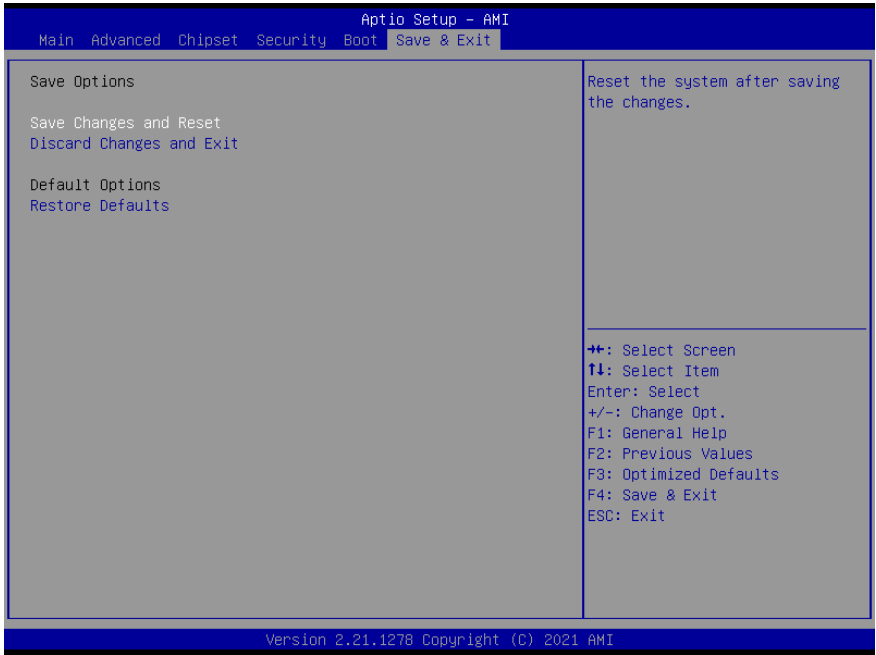 Aptio Setup – AMI
Main Advanced Chipset Security Boot Save & Exit
Save Options
Save Changes and Reset
Discard Changes and Exit
Default Options
Restore Defaults
Reset the system after saving
the changes.
→←: Select Screen
↑↓: Select Item
Enter: Select
+/-: Change Opt.
F1: General Help
F2: Previous Values
F3: Optimized Defaults
F4: Save & Exit
ESC: Exit
Version 2.21.1278 Copyright (C) 2021 AMI